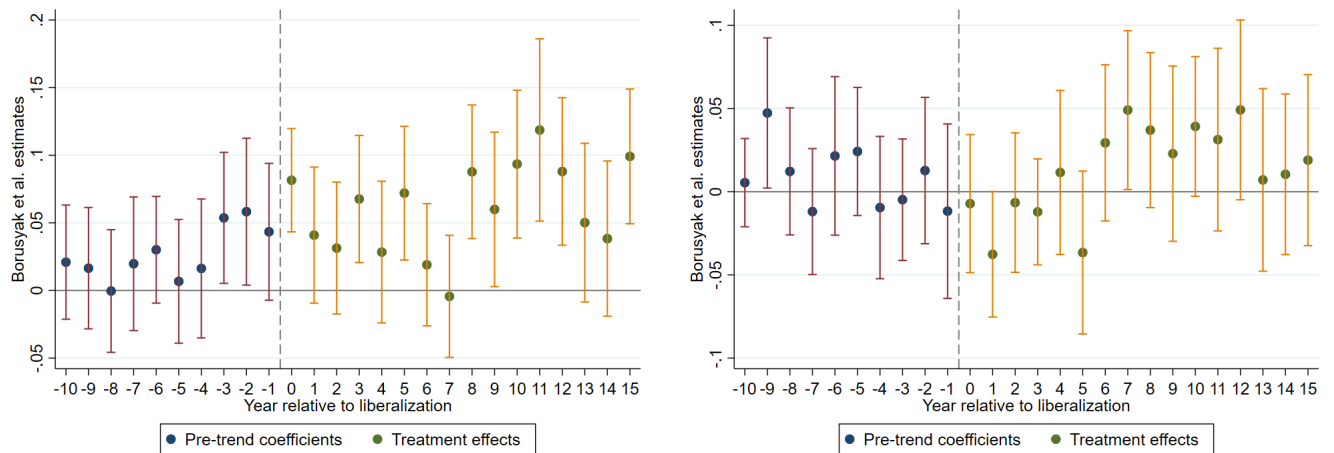 Borusyak et al. estimates
.2
.15
.1
.05
0
-.05
-10 -9 -8 -7 -6 -5 -4 -3 -2 -1 0 1 2 3 4 5 6 7 8 9 10 11 12 13 14 15
Year relative to liberalization
Pre-trend coefficients Treatment effects
Borusyak et al. estimates
.1
.05
0
-.05
-.1
-10 -9 -8 -7 -6 -5 -4 -3 -2 -1 0 1 2 3 4 5 6 7 8 9 10 11 12 13 14 15
Year relative to liberalization
Pre-trend coefficients Treatment effects